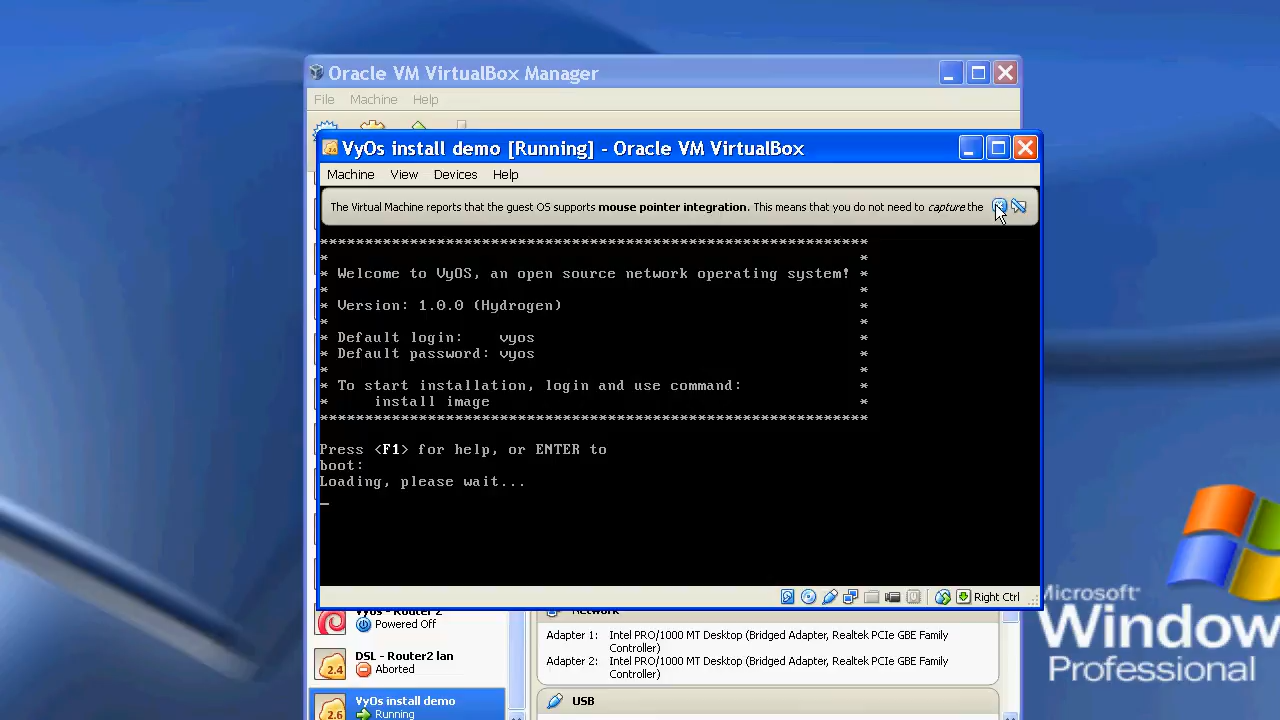 Oracle VM VirtualBox Manager
File Machine Help
VyOs install demo [Running] - Oracle VM VirtualBox
Machine View Devices Help
The Virtual Machine reports that the guest OS supports mouse pointer integration. This means that you do not need to capture the
*************************************************************
* *
* Welcome to VyOS, an open source network operating system! *
* *
* Version: 1.0.0 (Hydrogen) *
* *
* Default login: vyos *
* Default password: vyos *
* *
* To start installation, login and use command: *
* install image *
*************************************************************
Press <F1> for help, or ENTER to
boot:
Loading, please wait...
_
Right Ctrl
Vyos - Router 2
Powered Off
2.4
DSL - Router2 lan
Aborted
2.6
VyOs install demo
Running
Network
Adapter 1: Intel PRO/1000 MT Desktop (Bridged Adapter, Realtek PCIe GBE Family
Controller)
Adapter 2: Intel PRO/1000 MT Desktop (Bridged Adapter, Realtek PCIe GBE Family
Controller)
USB
Microsoft
Window
Professional